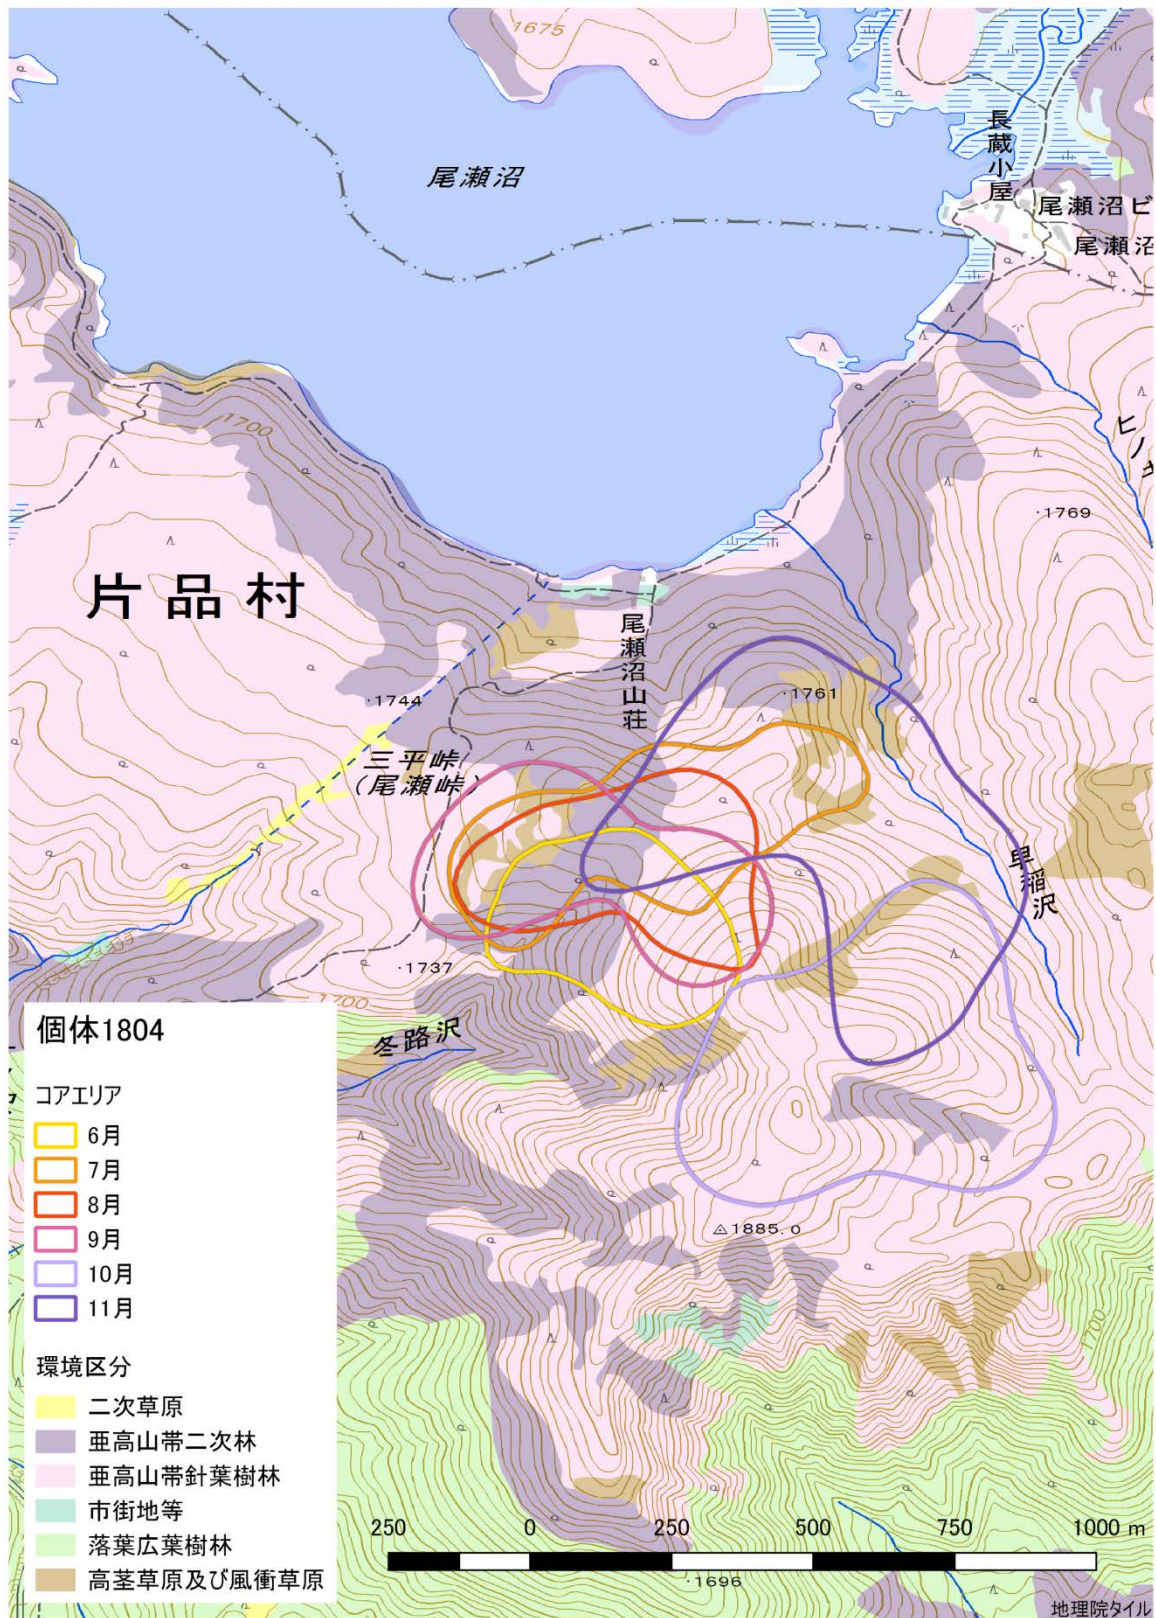 1675
尾瀬沼
長蔵小屋
尾瀬沼ビ
尾瀬沼
1700
ヒノキ
·1769
片品村
尾瀬沼山荘
·1744
·1761
三平峠
(尾瀬峠)
早稲沢
·1737
1700
冬路沢
△1885.0
1700
個体1804
コアエリア
6月
7月
8月
9月
10月
11月
環境区分
二次草原
亜高山帯二次林
亜高山帯針葉樹林
市街地等
落葉広葉樹林
高茎草原及び風衝草原
250 0 250 500 750 1000 m
·1696
地理院タイル